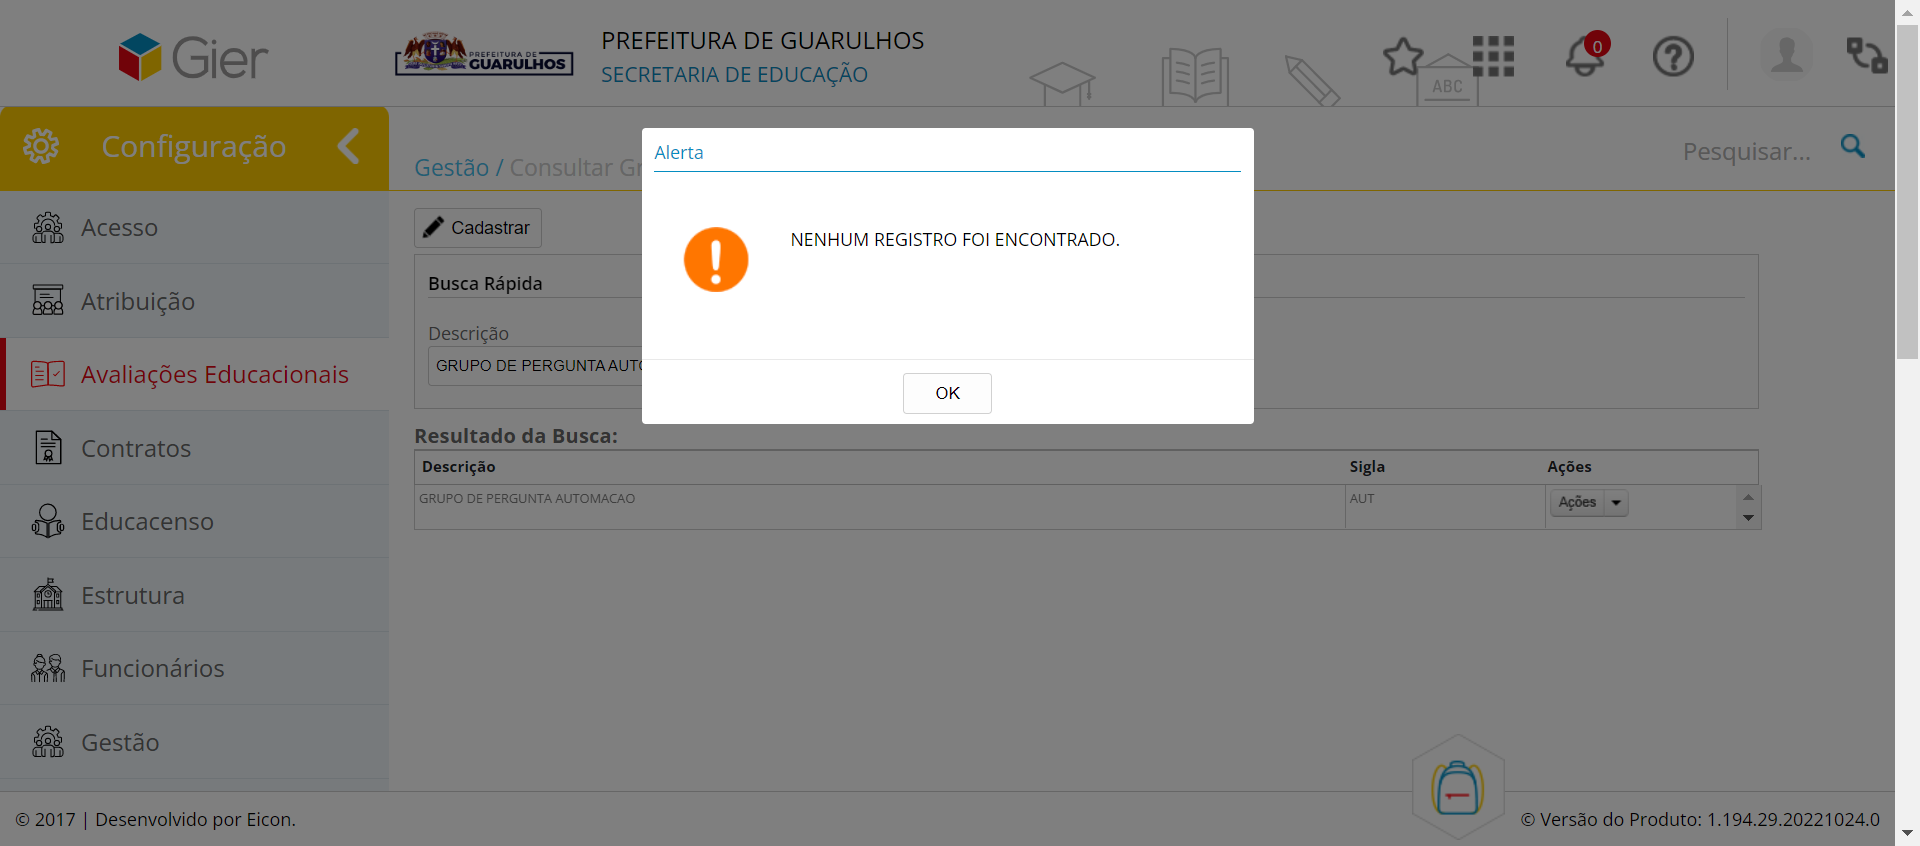 Gier
PREFEITURA DE
GUARULHOS
PREFEITURA DE GUARULHOS
SECRETARIA DE EDUCAÇÃO
ABC
0
Configuração
Gestão / Consultar Gr
Pesquisar...
Alerta
NENHUM REGISTRO FOI ENCONTRADO.
OK
Acesso
Atribuição
Avaliações Educacionais
Contratos
Educacenso
Estrutura
Funcionários
Gestão
Cadastrar
Busca Rápida
Descrição
GRUPO DE PERGUNTA AUTO
Resultado da Busca:
Descrição Sigla Ações
GRUPO DE PERGUNTA AUTOMACAO AUT Ações
© 2017 | Desenvolvido por Eicon.
© Versão do Produto: 1.194.29.20221024.0